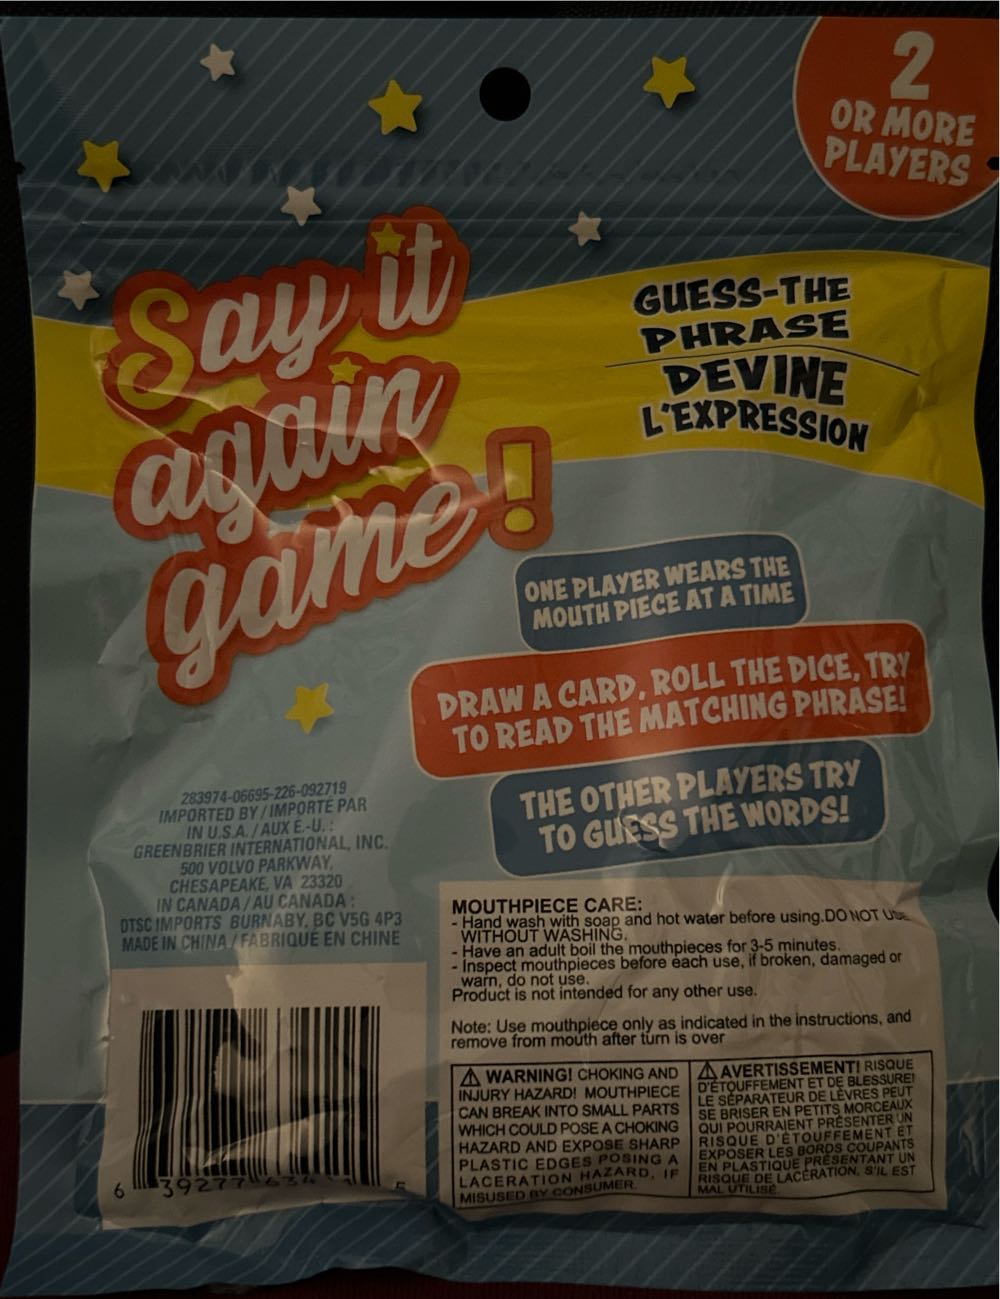 2
OR MORE
PLAYERS
Say it
again
game!
GUESS-THE
PHRASE
DEVINE
L'EXPRESSION
ONE PLAYER WEARS THE
MOUTH PIECE AT A TIME
DRAW A CARD, ROLL THE DICE, TRY
TO READ THE MATCHING PHRASE!
THE OTHER PLAYERS TRY
TO GUESS THE WORDS!
283974-06695-226-092719
IMPORTED BY / IMPORTÉ PAR
IN U.S.A. / AUX É.-U. :
GREENBRIER INTERNATIONAL, INC.
500 VOLVO PARKWAY,
CHESAPEAKE, VA 23320
IN CANADA / AU CANADA :
DTSC IMPORTS BURNABY, BC V5G 4P3
MADE IN CHINA / FABRIQUÉ EN CHINE
MOUTHPIECE CARE:
- Hand wash with soap and hot water before using.DO NOT USE
WITHOUT WASHING.
- Have an adult boil the mouthpieces for 3-5 minutes.
- Inspect mouthpieces before each use, if broken, damaged or
warn, do not use.
Product is not intended for any other use.
Note: Use mouthpiece only as indicated in the instructions, and
remove from mouth after turn is over
WARNING! CHOKING AND
INJURY HAZARD! MOUTHPIECE
CAN BREAK INTO SMALL PARTS
WHICH COULD POSE A CHOKING
HAZARD AND EXPOSE SHARP
PLASTIC EDGES POSING A
LACERATION HAZARD, IF
MISUSED BY CONSUMER.
AVERTISSEMENT! RISQUE
D'ÉTOUFFEMENT ET DE BLESSURE!
LE SÉPARATEUR DE LÈVRES PEUT
SE BRISER EN PETITS MORCEAUX
QUI POURRAIENT PRÉSENTER UN
RISQUE D'ÉTOUFFEMENT ET
EXPOSER LES BORDS COUPANTS
EN PLASTIQUE PRÉSENTANT UN
RISQUE DE LACÉRATION, S'IL EST
MAL UTILISÉ.
6 39277 5